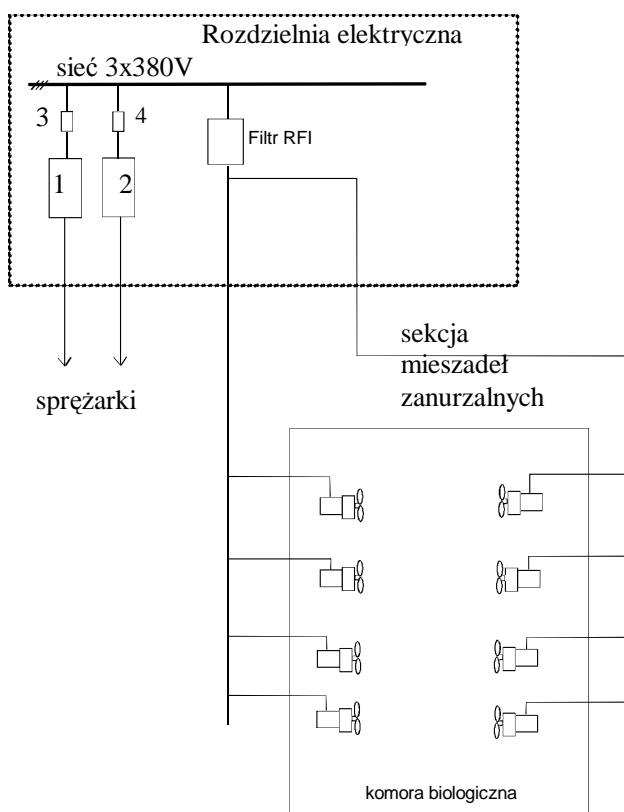 Rozdzielnia elektryczna
sieć 3x380V
3
4
Filtr RFI
1
2
sekcja
mieszadeł
zanurzalnych
sprężarki
komora biologiczna